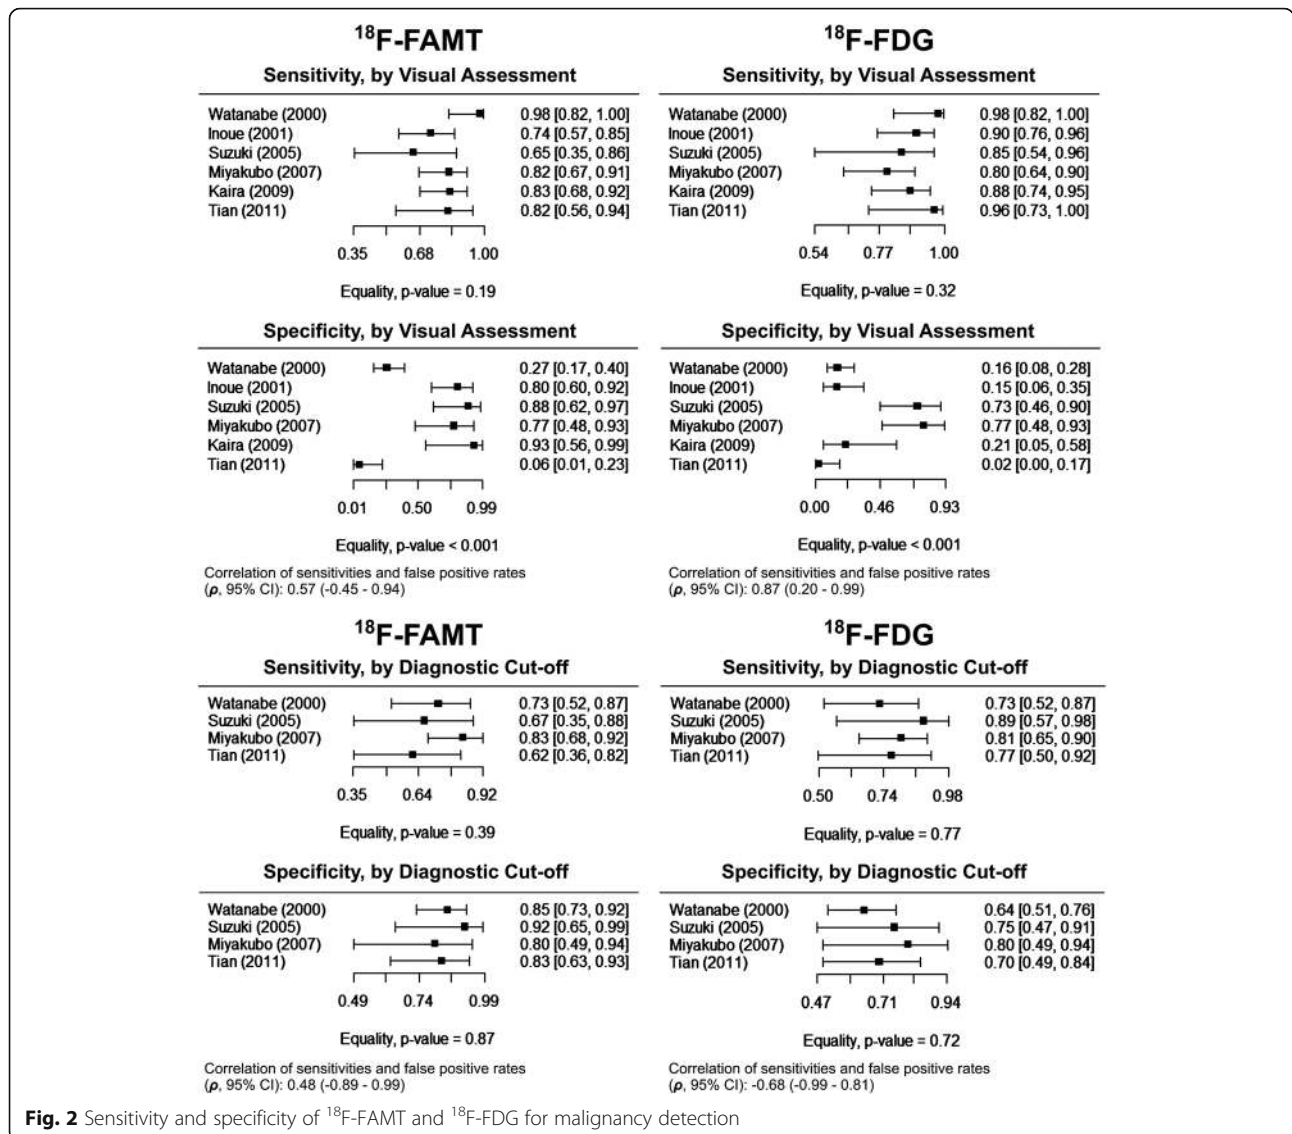 18F-FAMT
Sensitivity, by Visual Assessment
Watanabe (2000) 0.98 [0.82, 1.00]
Inoue (2001) 0.74 [0.57, 0.85]
Suzuki (2005) 0.65 [0.35, 0.86]
Miyakubo (2007) 0.82 [0.67, 0.91]
Kaira (2009) 0.83 [0.68, 0.92]
Tian (2011) 0.82 [0.56, 0.94]
0.35 0.68 1.00
Equality, p-value = 0.19
Specificity, by Visual Assessment
Watanabe (2000) 0.27 [0.17, 0.40]
Inoue (2001) 0.80 [0.60, 0.92]
Suzuki (2005) 0.88 [0.62, 0.97]
Miyakubo (2007) 0.77 [0.48, 0.93]
Kaira (2009) 0.93 [0.56, 0.99]
Tian (2011) 0.06 [0.01, 0.23]
0.01 0.50 0.99
Equality, p-value < 0.001
Correlation of sensitivities and false positive rates
(ρ, 95% CI): 0.57 (-0.45 - 0.94)
18F-FDG
Sensitivity, by Visual Assessment
Watanabe (2000) 0.98 [0.82, 1.00]
Inoue (2001) 0.90 [0.76, 0.96]
Suzuki (2005) 0.85 [0.54, 0.96]
Miyakubo (2007) 0.80 [0.64, 0.90]
Kaira (2009) 0.88 [0.74, 0.95]
Tian (2011) 0.96 [0.73, 1.00]
0.54 0.77 1.00
Equality, p-value = 0.32
Specificity, by Visual Assessment
Watanabe (2000) 0.16 [0.08, 0.28]
Inoue (2001) 0.15 [0.06, 0.35]
Suzuki (2005) 0.73 [0.46, 0.90]
Miyakubo (2007) 0.77 [0.48, 0.93]
Kaira (2009) 0.21 [0.05, 0.58]
Tian (2011) 0.02 [0.00, 0.17]
0.00 0.46 0.93
Equality, p-value < 0.001
Correlation of sensitivities and false positive rates
(ρ, 95% CI): 0.87 (0.20 - 0.99)
18F-FAMT
Sensitivity, by Diagnostic Cut-off
Watanabe (2000) 0.73 [0.52, 0.87]
Suzuki (2005) 0.67 [0.35, 0.88]
Miyakubo (2007) 0.83 [0.68, 0.92]
Tian (2011) 0.62 [0.36, 0.82]
0.35 0.64 0.92
Equality, p-value = 0.39
Specificity, by Diagnostic Cut-off
Watanabe (2000) 0.85 [0.73, 0.92]
Suzuki (2005) 0.92 [0.65, 0.99]
Miyakubo (2007) 0.80 [0.49, 0.94]
Tian (2011) 0.83 [0.63, 0.93]
0.49 0.74 0.99
Equality, p-value = 0.87
Correlation of sensitivities and false positive rates
(ρ, 95% CI): 0.48 (-0.89 - 0.99)
18F-FDG
Sensitivity, by Diagnostic Cut-off
Watanabe (2000) 0.73 [0.52, 0.87]
Suzuki (2005) 0.89 [0.57, 0.98]
Miyakubo (2007) 0.81 [0.65, 0.90]
Tian (2011) 0.77 [0.50, 0.92]
0.50 0.74 0.98
Equality, p-value = 0.77
Specificity, by Diagnostic Cut-off
Watanabe (2000) 0.64 [0.51, 0.76]
Suzuki (2005) 0.75 [0.47, 0.91]
Miyakubo (2007) 0.80 [0.49, 0.94]
Tian (2011) 0.70 [0.49, 0.84]
0.47 0.71 0.94
Equality, p-value = 0.72
Correlation of sensitivities and false positive rates
(ρ, 95% CI): -0.68 (-0.99 - 0.81)
Fig. 2 Sensitivity and specificity of 18F-FAMT and 18F-FDG for malignancy detection